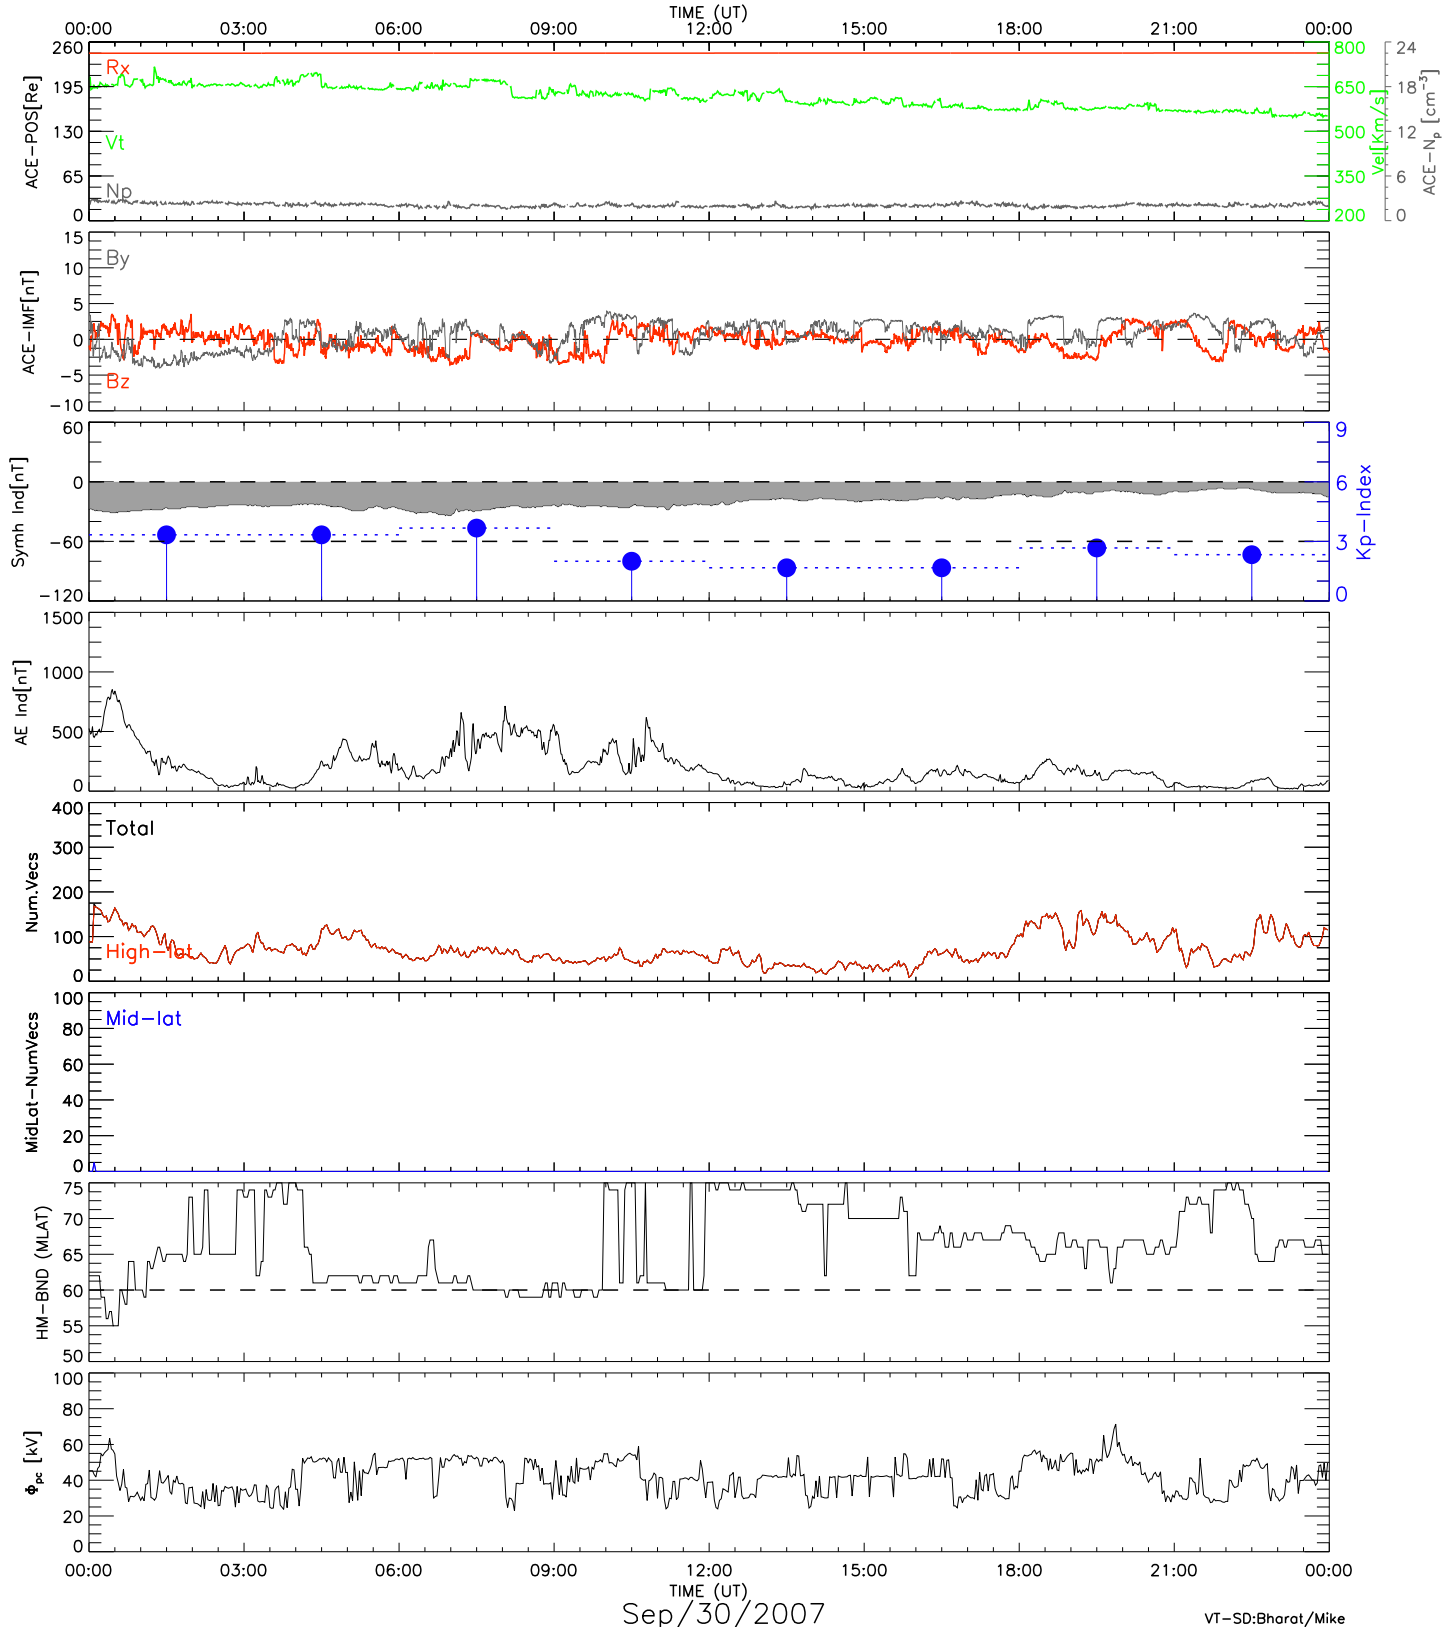 TIME (UT)
00:00 03:00 06:00 09:00 12:00 15:00 18:00 21:00 00:00
ACE-POS[Re]
260
195
130
65
0
Rx
Vt
Np
800
650
500
350
200
Vel[Km/s]
24
18
12
6
0
ACE-Np [cm⁻³]
ACE-IMF[nT]
15
10
5
0
-5
-10
By
Bz
Symh Ind[nT]
60
0
-60
-120
9
6
3
0
Kp-Index
AE Ind[nT]
1500
1000
500
0
Num.Vecs
400
300
200
100
0
Total
High-lat
MidLat-NumVecs
100
80
60
40
20
0
Mid-lat
HM-BND (MLAT)
75
70
65
60
55
50
Φpc [kV]
100
80
60
40
20
0
00:00 03:00 06:00 09:00 12:00 15:00 18:00 21:00 00:00
TIME (UT)
Sep/30/2007
VT-SD:Bharat/Mike